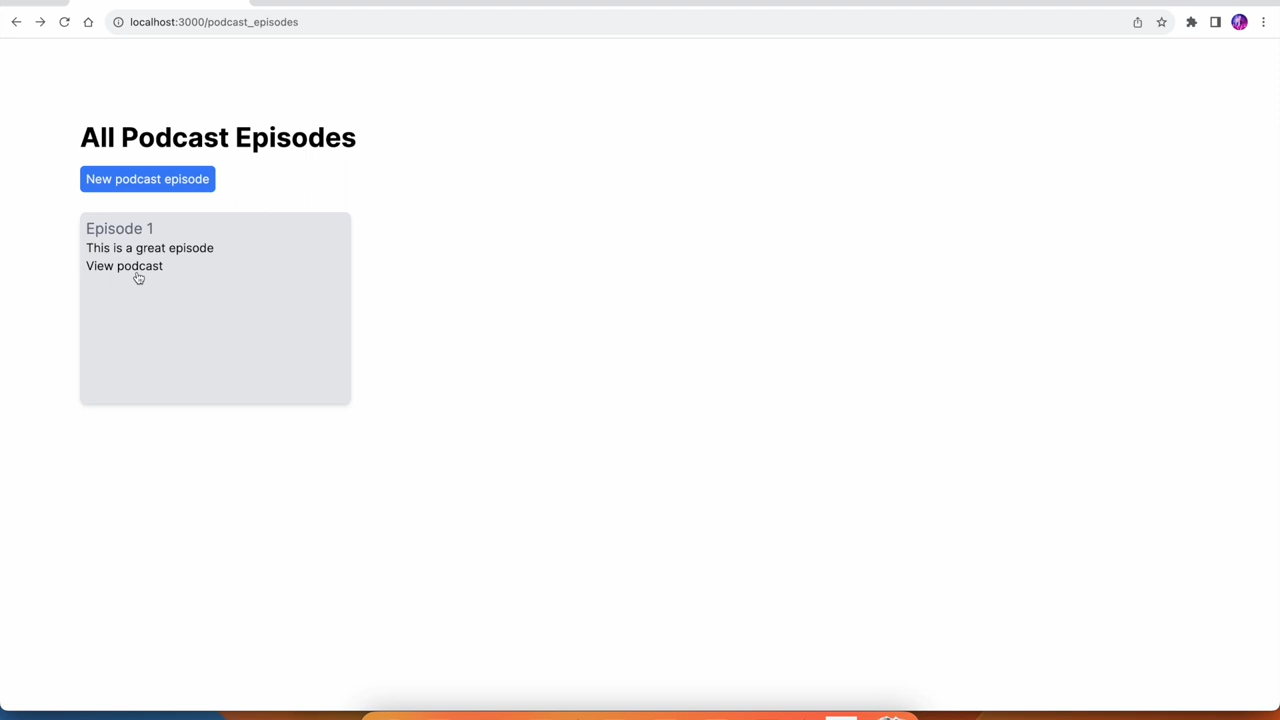 localhost:3000/podcast_episodes
All Podcast Episodes
New podcast episode
Episode 1
This is a great episode
View podcast